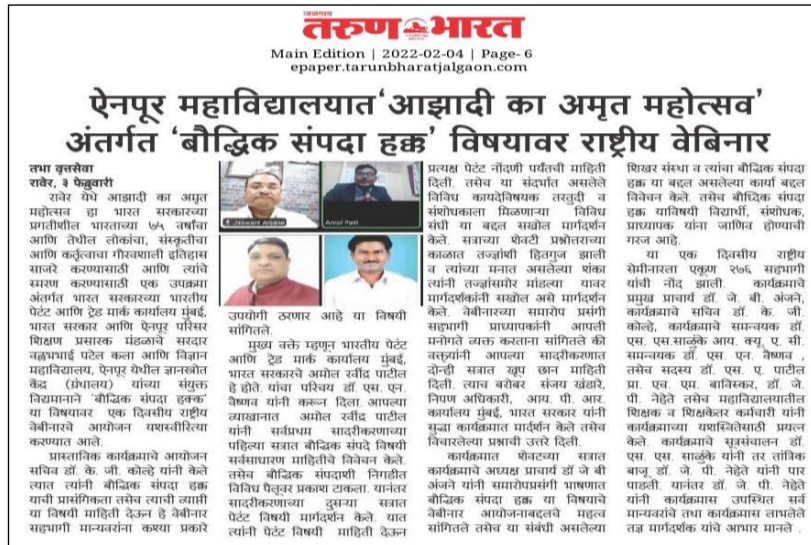 जळगाव
तरुण भारत
Main Edition | 2022-02-04 | Page- 6
epaper.tarunbharatjalgaon.com
ऐनपूर महाविद्यालयात 'आझादी का अमृत महोत्सव'
अंतर्गत 'बौद्धिक संपदा हक्क' विषयावर राष्ट्रीय वेबिनार
तभा वृत्तसेवा
रावेर, ३ फेब्रुवारी
रावेर येथे आझादी का अमृत
महोत्सव हा भारत सरकारच्या
प्रगतीशील भारताच्या ७५ वर्षांचा
आणि तेथील लोकांचा, संस्कृतीचा
आणि कर्तृत्वाचा गौरवशाली इतिहास
साजरे करण्यासाठी आणि त्यांचे
स्मरण करण्यासाठी एक उपक्रमा
अंतर्गत भारत सरकारच्या भारतीय
पेटंट आणि ट्रेड मार्क कार्यालय मुंबई,
भारत सरकार आणि ऐनपूर परिसर
शिक्षण प्रसारक मंडळाचे सरदार
वल्लभभाई पटेल कला आणि विज्ञान
महाविद्यालय, ऐनपूर येथील ज्ञानस्रोत
केंद्र (ग्रंथालय) यांच्या संयुक्त
विद्यमानाने 'बौद्धिक संपदा हक्क'
या विषयावर एक दिवसीय राष्ट्रीय
वेबीनारचे आयोजन यशस्वीरित्या
करण्यात आले.
प्रास्ताविक कार्यक्रमाचे आयोजन
सचिव डॉ. के. जी. कोल्हे यांनी केले
त्यात त्यांनी बौद्धिक संपदा हक्क
याची प्रासंगिकता तसेच त्याची व्याप्ती
या विषयी माहिती देऊन हे वेबीनार
सहभागी मान्यवरांना कश्या प्रकारे
Jaswant Anjane
Amol Patil
उपयोगी ठरणार आहे या विषयी
सांगितले.
मुख्य वक्ते म्हणून भारतीय पेटंट
आणि ट्रेड मार्क कार्यालय मुंबई,
भारत सरकारचे अमोल रवींद्र पाटील
हे होते. यांचा परिचय डॉ. एस. एन.
वैष्णव यांनी करून दिला. आपल्या
व्याखानात अमोल रवींद्र पाटील
यांनी सर्वप्रथम सादरीकरणाच्या
पहिल्या सत्रात बौद्धिक संपदे विषयी
सर्वसाधारण माहितीचे विवेचन केले.
तसेच बौद्धिक संपदाशी निगडीत
विविध पैलूवर प्रकाश टाकला. यानंतर
सादरीकरणाच्या दुसऱ्या सत्रात
पेटंट विषयी मार्गदर्शन केले. यात
त्यांनी पेटंट विषयी माहिती देऊन
प्रत्यक्ष पेटंट नोंदणी पर्यंतची माहिती
दिली. तसेच या संदर्भात असलेले
विविध कायदेविषयक तरतुदी व
संशोधकाला मिळणाऱ्या विविध
संधी या बद्दल सखोल मार्गदर्शन
केले. सत्राच्या शेवटी प्रश्नोत्तराच्या
काळात तज्ज्ञांशी हितगुज झाली
व त्यांच्या मनात असलेल्या शंका
त्यांनी तज्ज्ञांसमोर मांडल्या यावर
मार्गदर्शकांनी सखोल असे मार्गदर्शन
केले. वेबीनारच्या समारोप प्रसंगी
सहभागी प्राध्यापकांनी आपली
मनोगते व्यक्त करताना सांगितले की
वक्त्यांनी आपल्या सादरीकरणात
दोन्ही सत्रात खूप छान माहिती
दिली. त्याच बरोबर संजय खंडारे,
निपण अधिकारी, आय. पी. आर.
कार्यालय मुंबई, भारत सरकार यांनी
सुद्धा कार्यक्रमात मार्दर्शन केले तसेच
विचारलेल्या प्रश्नाची उत्तरे दिली.
कार्यक्रमात शेवटच्या सत्रात
कार्यक्रमाचे अध्यक्ष प्राचार्य डॉ जे बी
अंजने यांनी समारोपप्रसंगी भाषणात
बौद्धिक संपदा हक्क या विषयाचे
वेबीनार आयोजनाबद्दलचे महत्व
सांगितले तसेच या संबंधी असलेल्या
शिखर संस्था व त्यांचा बौद्धिक संपदा
हक्क या बद्दल असलेल्या कार्या बद्दल
विवेचन केले. तसेच बौध्दिक संपदा
हक्क याविषयी विद्यार्थी, संशोधक,
प्राध्यापक यांना जाणिव होण्याची
गरज आहे.
या एक दिवसीय राष्ट्रीय
सेमीनारला एकूण २७६ सहभागी
यांची नोंद झाली. कार्यक्रमाचे
प्रमुख प्राचार्य डॉ. जे. बी. अंजने,
कार्यक्रमाचे सचिव डॉ. के. जी.
कोल्हे, कार्यक्रमाचे समन्वयक डॉ.
एस. एस.साळुंके आय. क्यू. ए. सी.
समन्वयक डॉ. एस. एन. वैष्णव .
तसेच सदस्य डॉ. एस. ए. पाटील
प्रा. एच. एम. बाविस्कर, डॉ. जे.
पी. नेहेते तसेच महाविद्यालयातील
शिक्षक व शिक्षकेतर कर्मचारी यांनी
कार्यक्रमाच्या यशस्वितेसाठी प्रयत्न
केले. कार्यक्रमाचे सूत्रसंचालन डॉ.
एस. एस. साळुंके यांनी तर तांत्रिक
बाजू डॉ. जे. पी. नेहेते यांनी पार
पाडली. यानंतर डॉ. जे. पी. नेहेते
यांनी कार्यक्रमास उपस्थित सर्व
मान्यवरांचे तथा कार्यक्रमास लाभलेले
तज्ञ मार्गदर्शक यांचे आभार मानले .